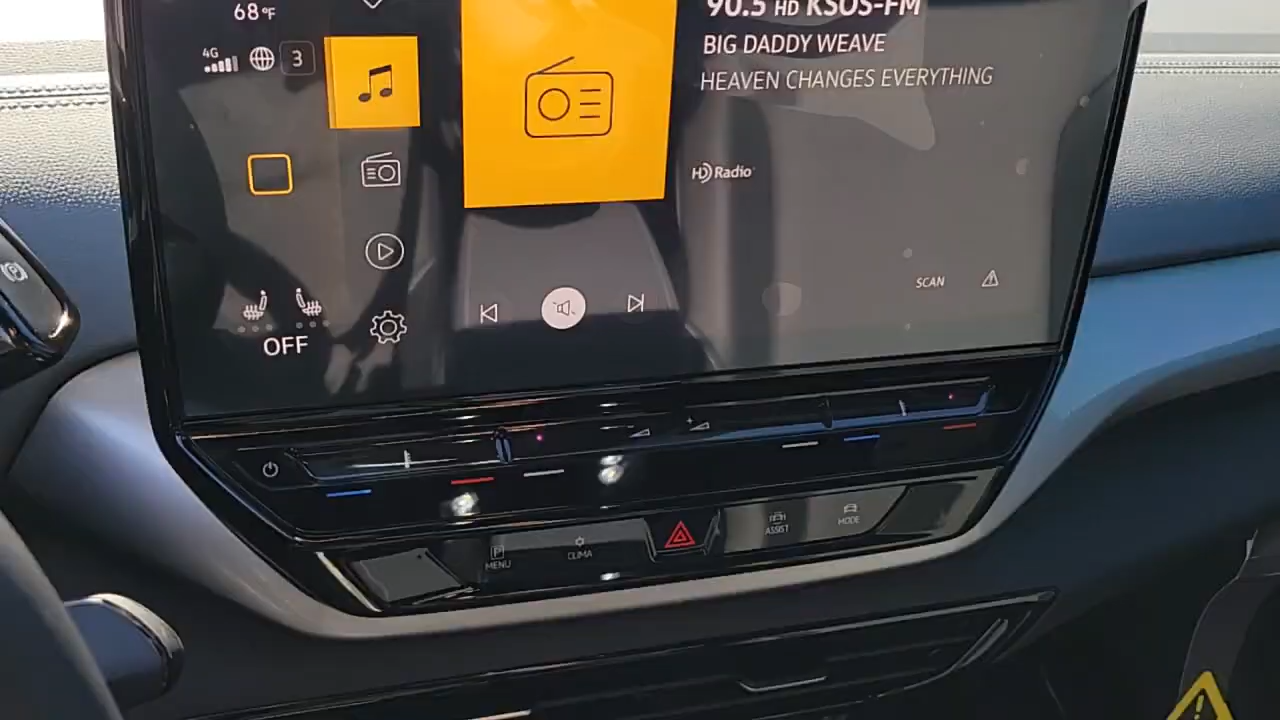 68°F
90.5 HD KSOS-FM
BIG DADDY WEAVE
4G
3
HEAVEN CHANGES EVERYTHING
HD Radio
SCAN
OFF
P
MENU
CLIMA
ASSIST
MODE